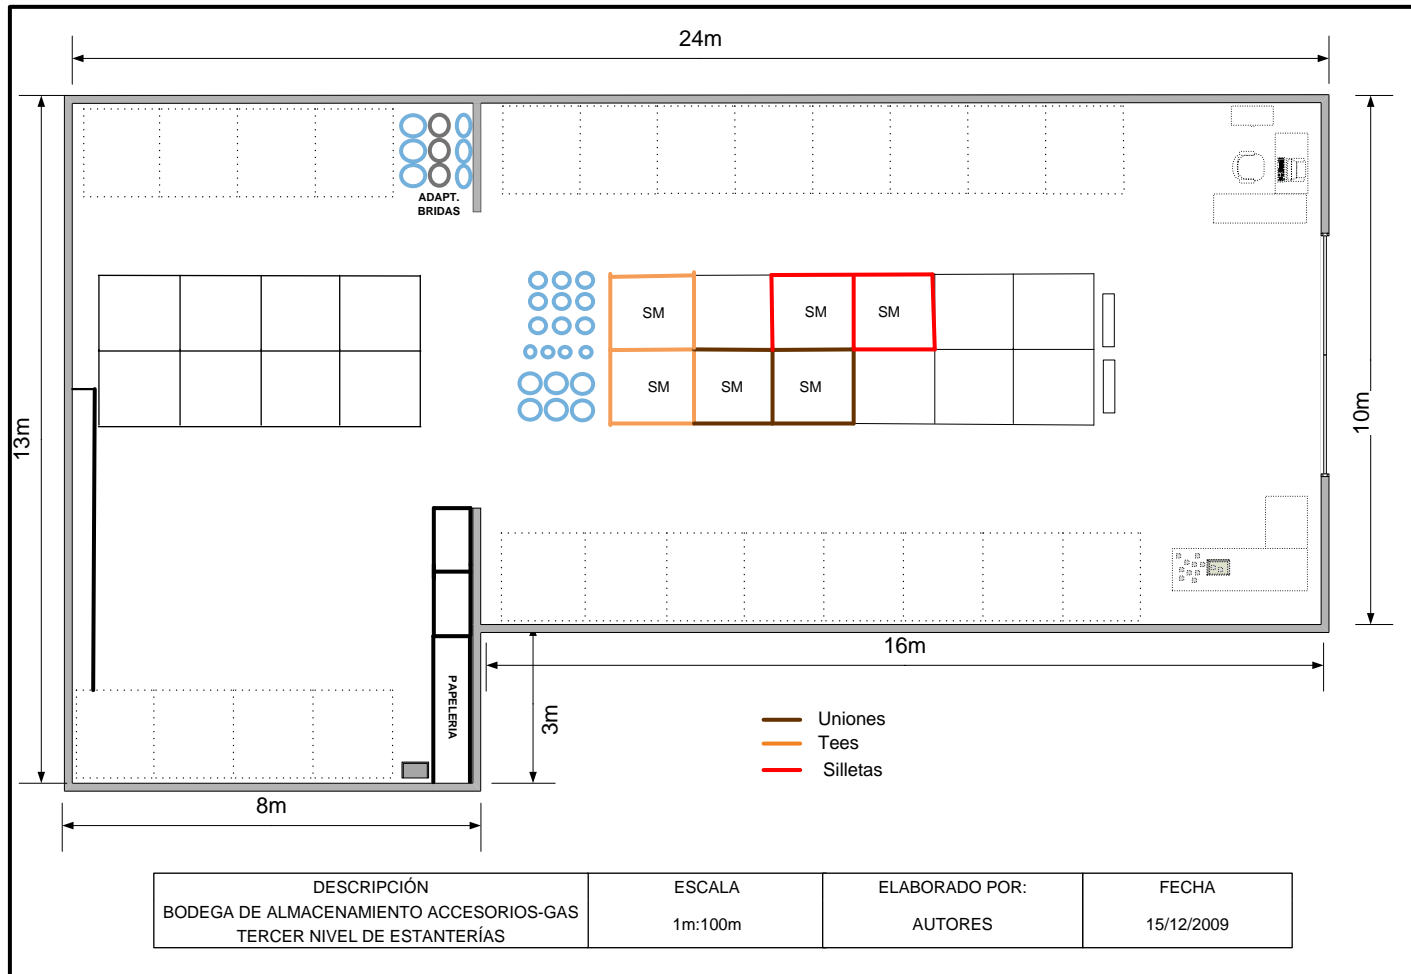 24m
ADAPT.
BRIDAS
SM
SM
SM
SM
SM
SM
13m
10m
16m
PAPELERIA
3m
Uniones
Tees
Silletas
8m
DESCRIPCIÓN
BODEGA DE ALMACENAMIENTO ACCESORIOS-GAS
TERCER NIVEL DE ESTANTERÍAS
ESCALA
1m:100m
ELABORADO POR:
AUTORES
FECHA
15/12/2009